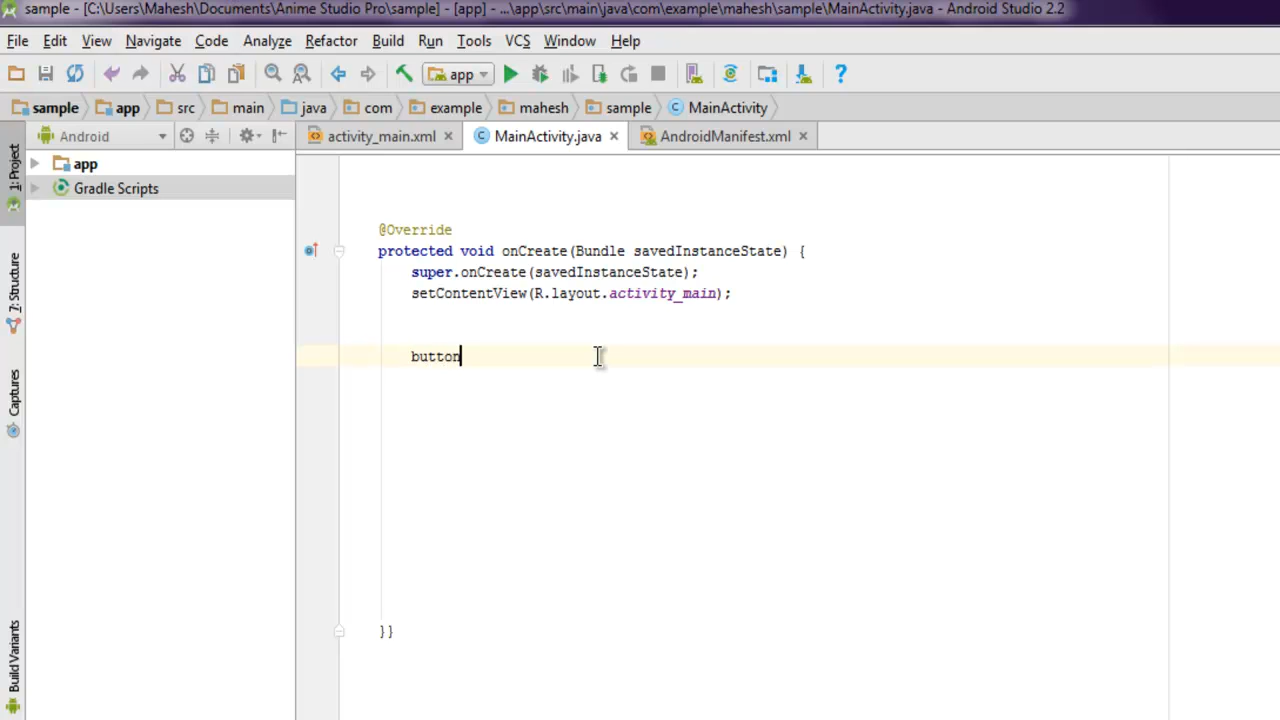 sample - [C:\Users\Mahesh\Documents\Anime Studio Pro\sample] - [app] - ...\app\src\main\java\com\example\mahesh\sample\MainActivity.java - Android Studio 2.2
File Edit View Navigate Code Analyze Refactor Build Run Tools VCS Window Help
app
sample app src main java com example mahesh sample MainActivity
Android
activity_main.xml MainActivity.java AndroidManifest.xml
1: Project
7: Structure
Captures
Build Variants
app
Gradle Scripts
@Override
protected void onCreate(Bundle savedInstanceState) {
super.onCreate(savedInstanceState);
setContentView(R.layout.activity_main);
button
}}